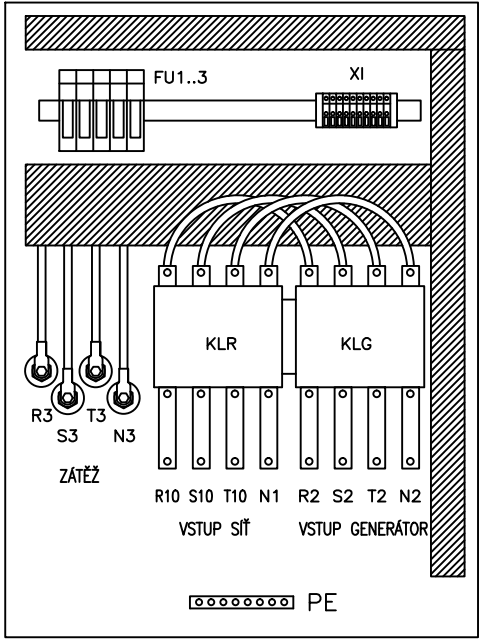 FU1..3
XI
KLR
KLG
R3
T3
S3
N3
ZÁTĚŽ
R10 S10 T10 N1 R2 S2 T2 N2
VSTUP SÍŤ
VSTUP GENERÁTOR
PE